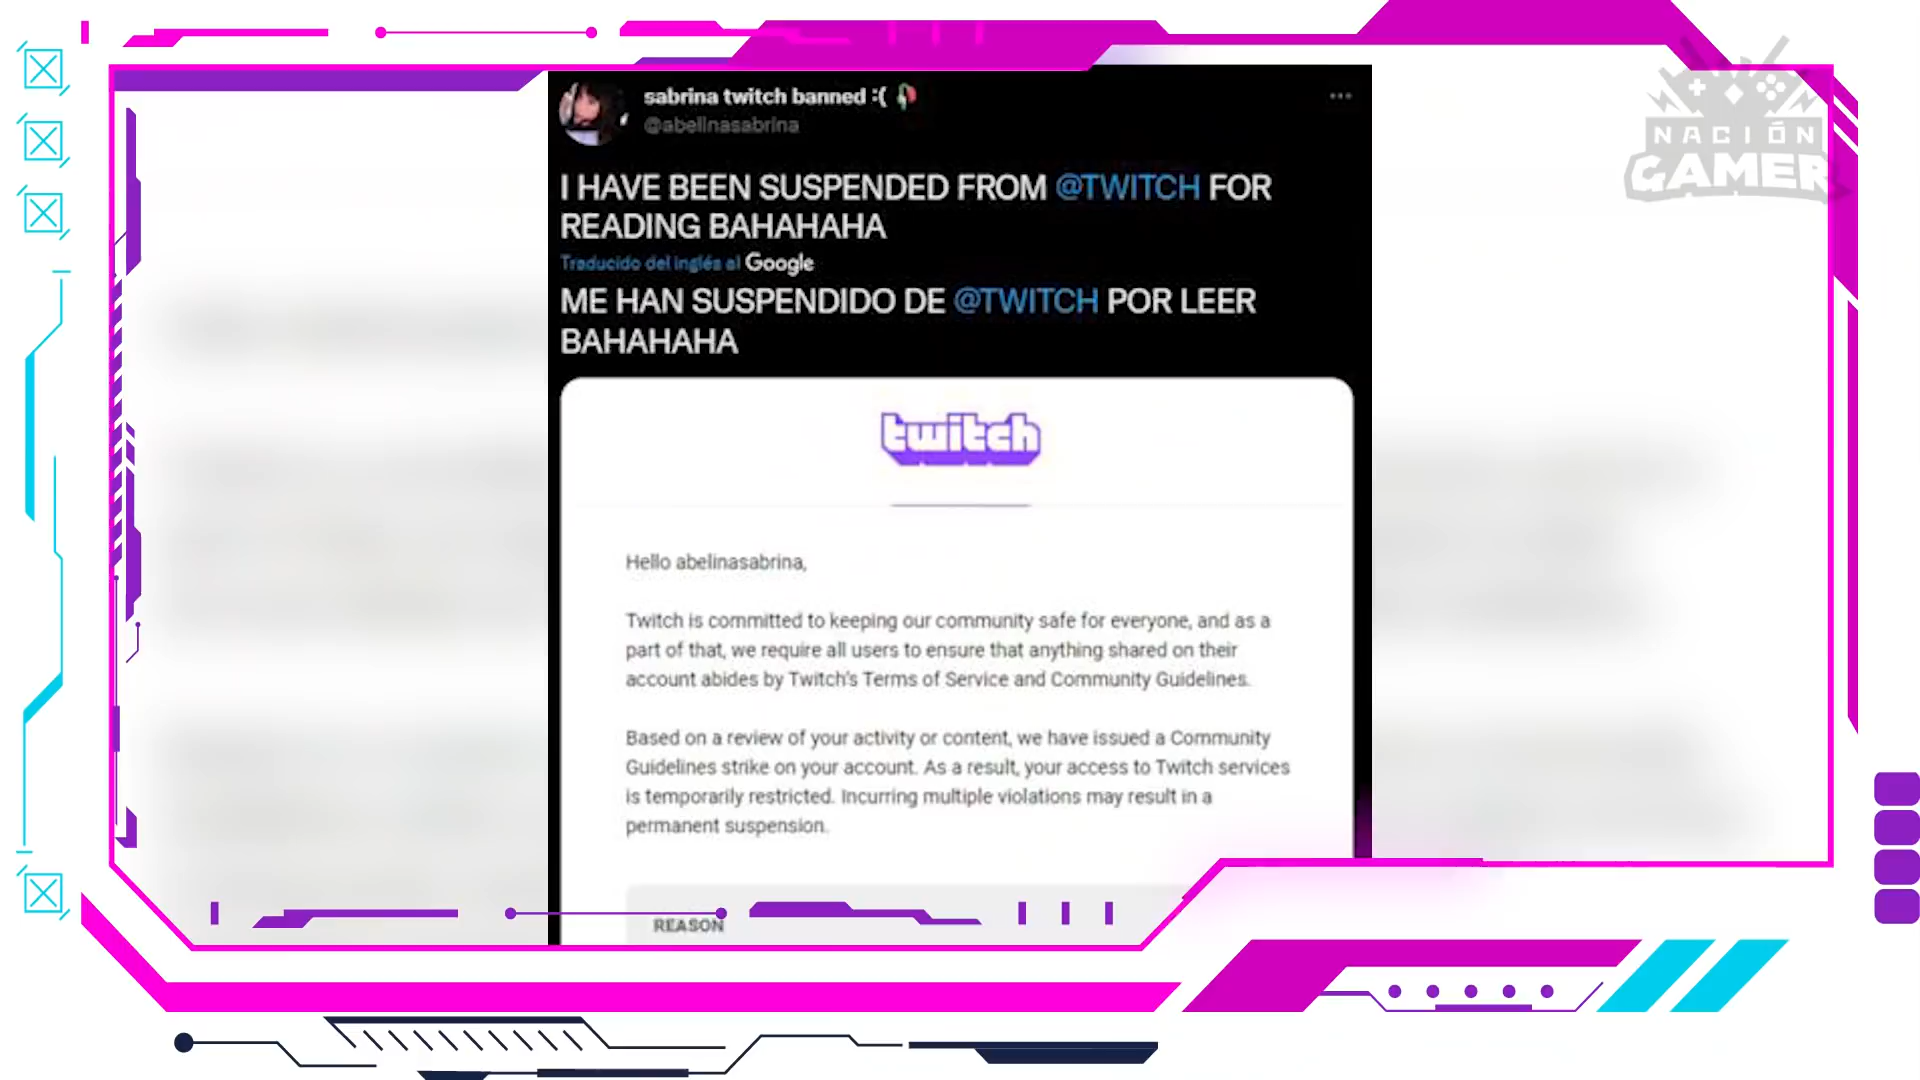 NACIÓN
GAMER
sabrina twitch banned :(
@abelinasabrina
I HAVE BEEN SUSPENDED FROM @TWITCH FOR
READING BAHAHAHA
Traducido del inglés al Google
ME HAN SUSPENDIDO DE @TWITCH POR LEER
BAHAHAHA
twitch
Hello abelinasabrina,
Twitch is committed to keeping our community safe for everyone, and as a
part of that, we require all users to ensure that anything shared on their
account abides by Twitch's Terms of Service and Community Guidelines.
Based on a review of your activity or content, we have issued a Community
Guidelines strike on your account. As a result, your access to Twitch services
is temporarily restricted. Incurring multiple violations may result in a
permanent suspension.
REASON